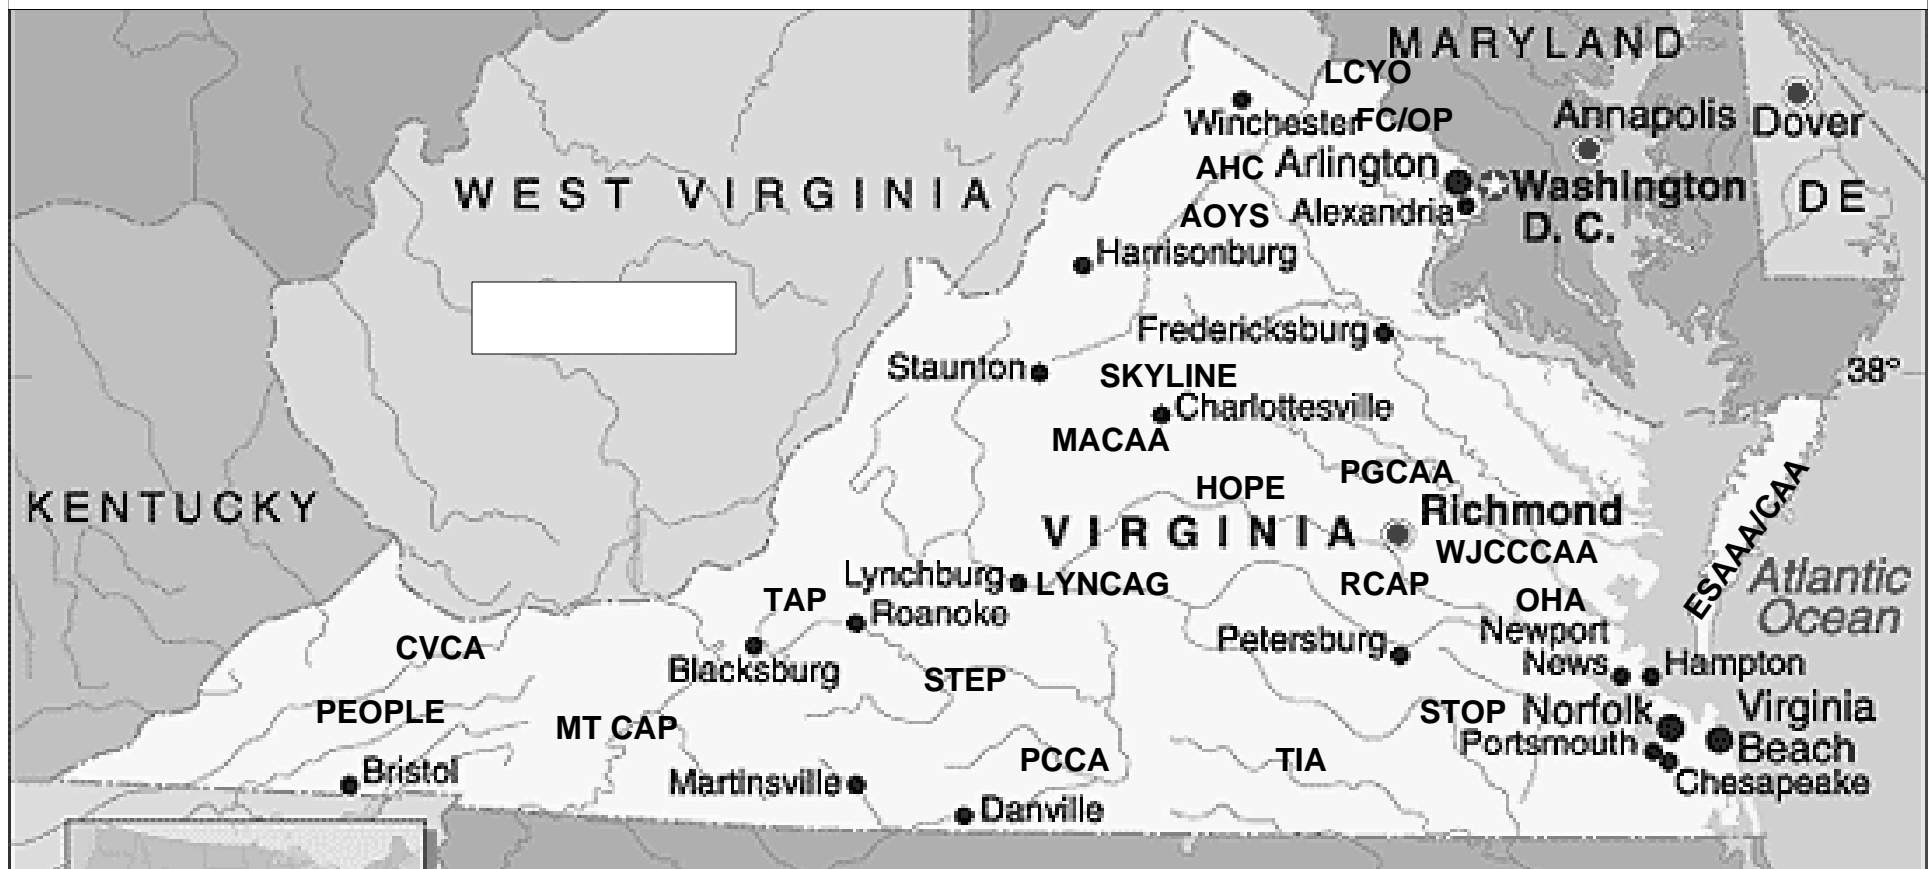 MARYLAND
LCYO
Annapolis
Dover
Winchester
FC/OP
AHC
Arlington
WEST VIRGINIA
Washington
D. C.
DE
AOYS
Alexandria
Harrisonburg
Fredericksburg
Staunton
SKYLINE
38°
Charlottesville
MACAA
PGCAA
HOPE
KENTUCKY
Richmond
VIRGINIA
WJCCCAA
ESAAA/CAA
Atlantic
Ocean
Lynchburg
LYNCAG
RCAP
TAP
Roanoke
OHA
Newport
News
Hampton
Petersburg
CVCA
Blacksburg
STEP
PEOPLE
MT CAP
STOP
Norfolk
Virginia
Beach
Portsmouth
PCCA
TIA
Bristol
Martinsville
Chesapeake
Danville